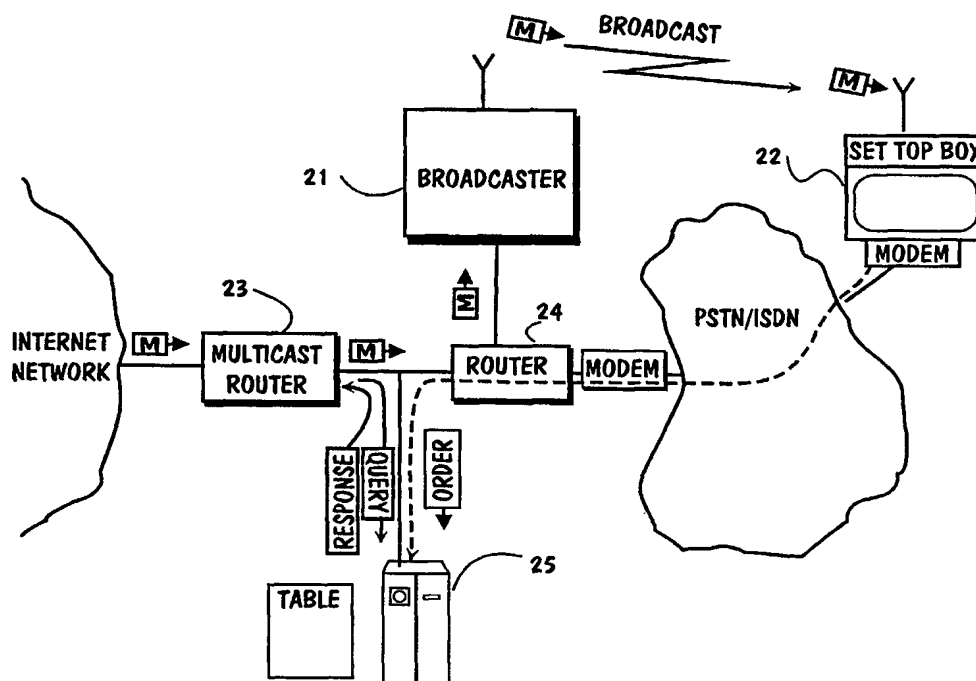 M
BROADCAST
M
22
SET TOP BOX
21
BROADCASTER
MODEM
M
23
24
PSTN/ISDN
INTERNET
NETWORK
M
MULTICAST
ROUTER
M
ROUTER
MODEM
RESPONSE
QUERY
ORDER
25
TABLE